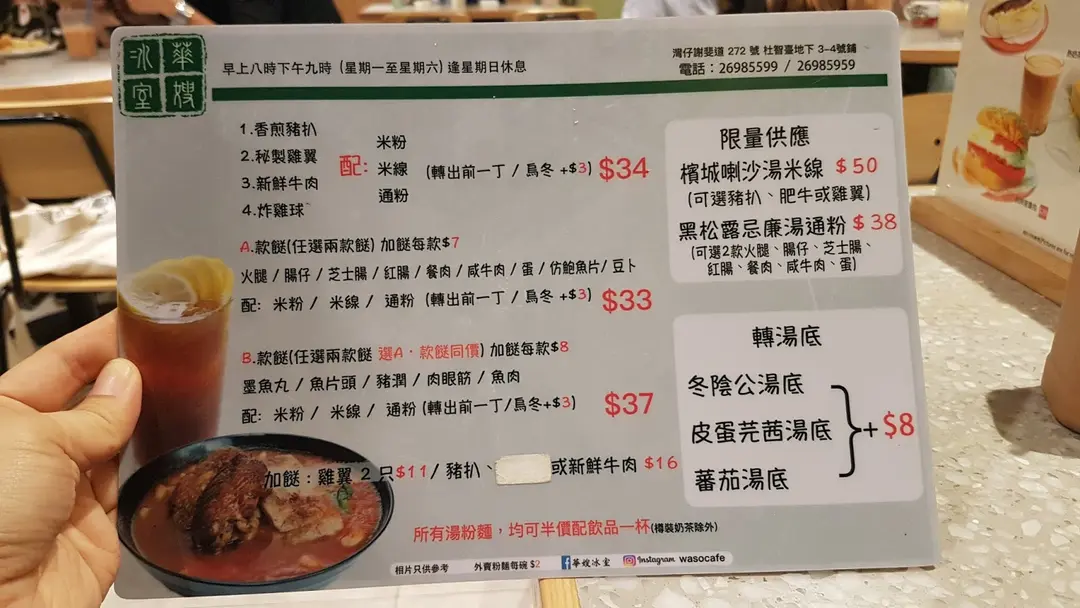 華嫂冰室
早上八時下午九時 (星期一至星期六) 逢星期日休息
灣仔謝斐道 272 號 杜智臺地下 3-4號舖
電話：26985599 / 26985959
1.香煎豬扒
2.秘製雞翼
3.新鮮牛肉
4.炸雞球
配:
米粉
米線 (轉出前一丁 / 烏冬 +$3) $34
通粉
A.款餸(任選兩款餸) 加餸每款$7
火腿 / 腸仔 / 芝士腸 / 紅腸 / 餐肉 / 咸牛肉 / 蛋 / 仿鮑魚片 / 豆卜
配: 米粉 / 米線 / 通粉 (轉出前一丁 / 烏冬 +$3) $33
B.款餸(任選兩款餸 選A．款餸同價) 加餸每款$8
墨魚丸 / 魚片頭 / 豬潤 / 肉眼筋 / 魚肉
配: 米粉 / 米線 / 通粉 (轉出前一丁/烏冬+$3) $37
加餸：雞翼 2 只$11/ 豬扒、 或新鮮牛肉 $16
限量供應
檳城喇沙湯米線 $50
(可選豬扒、肥牛或雞翼)
黑松露忌廉湯通粉 $38
(可選2款火腿、腸仔、芝士腸、
紅腸、餐肉、咸牛肉、蛋)
轉湯底
冬陰公湯底
皮蛋芫茜湯底
蕃茄湯底
+$8
所有湯粉麵，均可半價配飲品一杯(樽裝奶茶除外)
相片只供參考 外賣粉麵每碗 $2 華嫂冰室 Instagram wasocafe